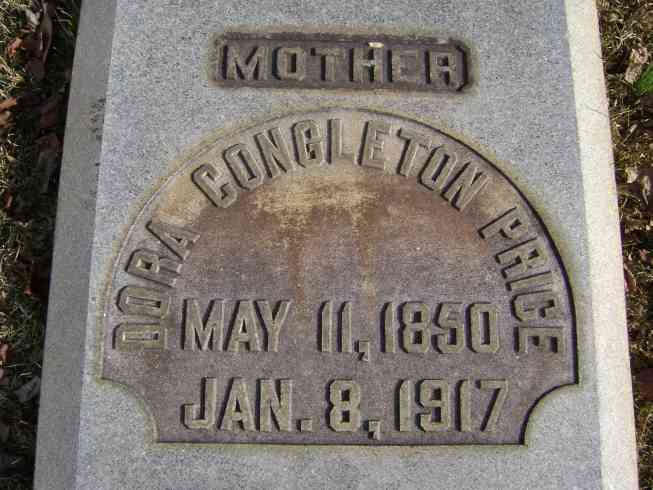 MOTHER
DORA CONGLETON PRICE
MAY 11, 1850
JAN. 8, 1917